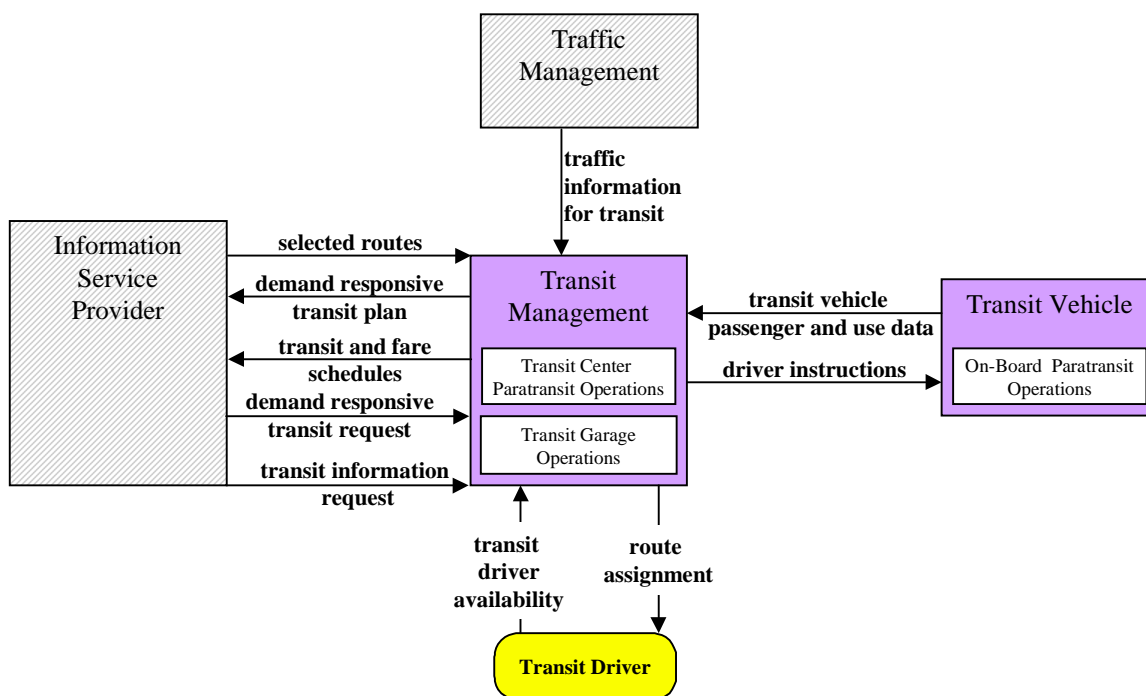 Traffic
Management
traffic
information
for transit
Information
Service
Provider
selected routes
demand responsive
transit plan
transit and fare
schedules
demand responsive
transit request
transit information
request
Transit
Management
Transit Center
Paratransit Operations
Transit Garage
Operations
transit vehicle
passenger and use data
driver instructions
Transit Vehicle
On-Board Paratransit
Operations
transit
driver
availability
route
assignment
Transit Driver